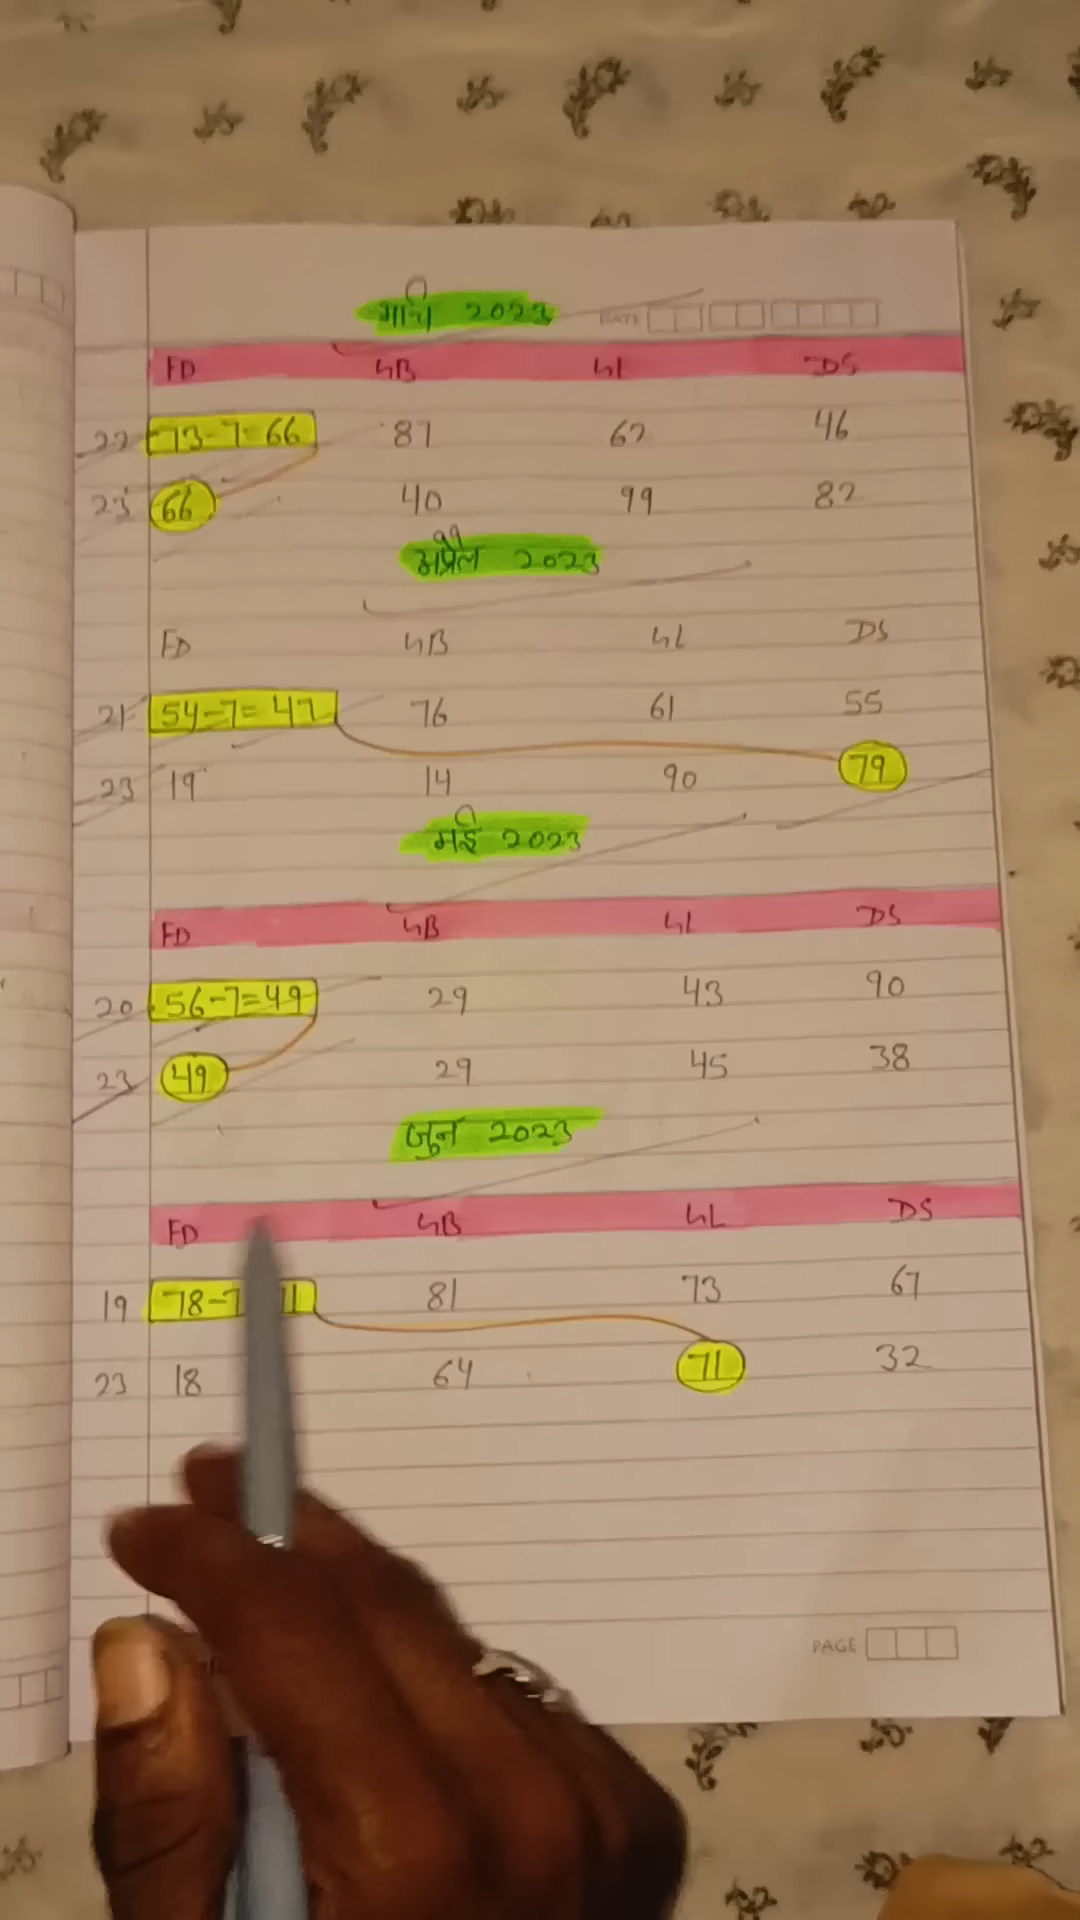 मार्च 2023
DATE
FD GB GL DS
22 73-7=66 87 62 46
23 66 40 99 82
अप्रैल 2023
FD GB GL DS
21 54-7=47 76 61 55
23 19 14 90 79
मई 2023
FD GB GL DS
20 56-7=49 29 43 90
23 49 29 45 38
जुन 2023
FD GB GL DS
19 78-7 71 81 73 67
23 18 64 71 32
PAGE